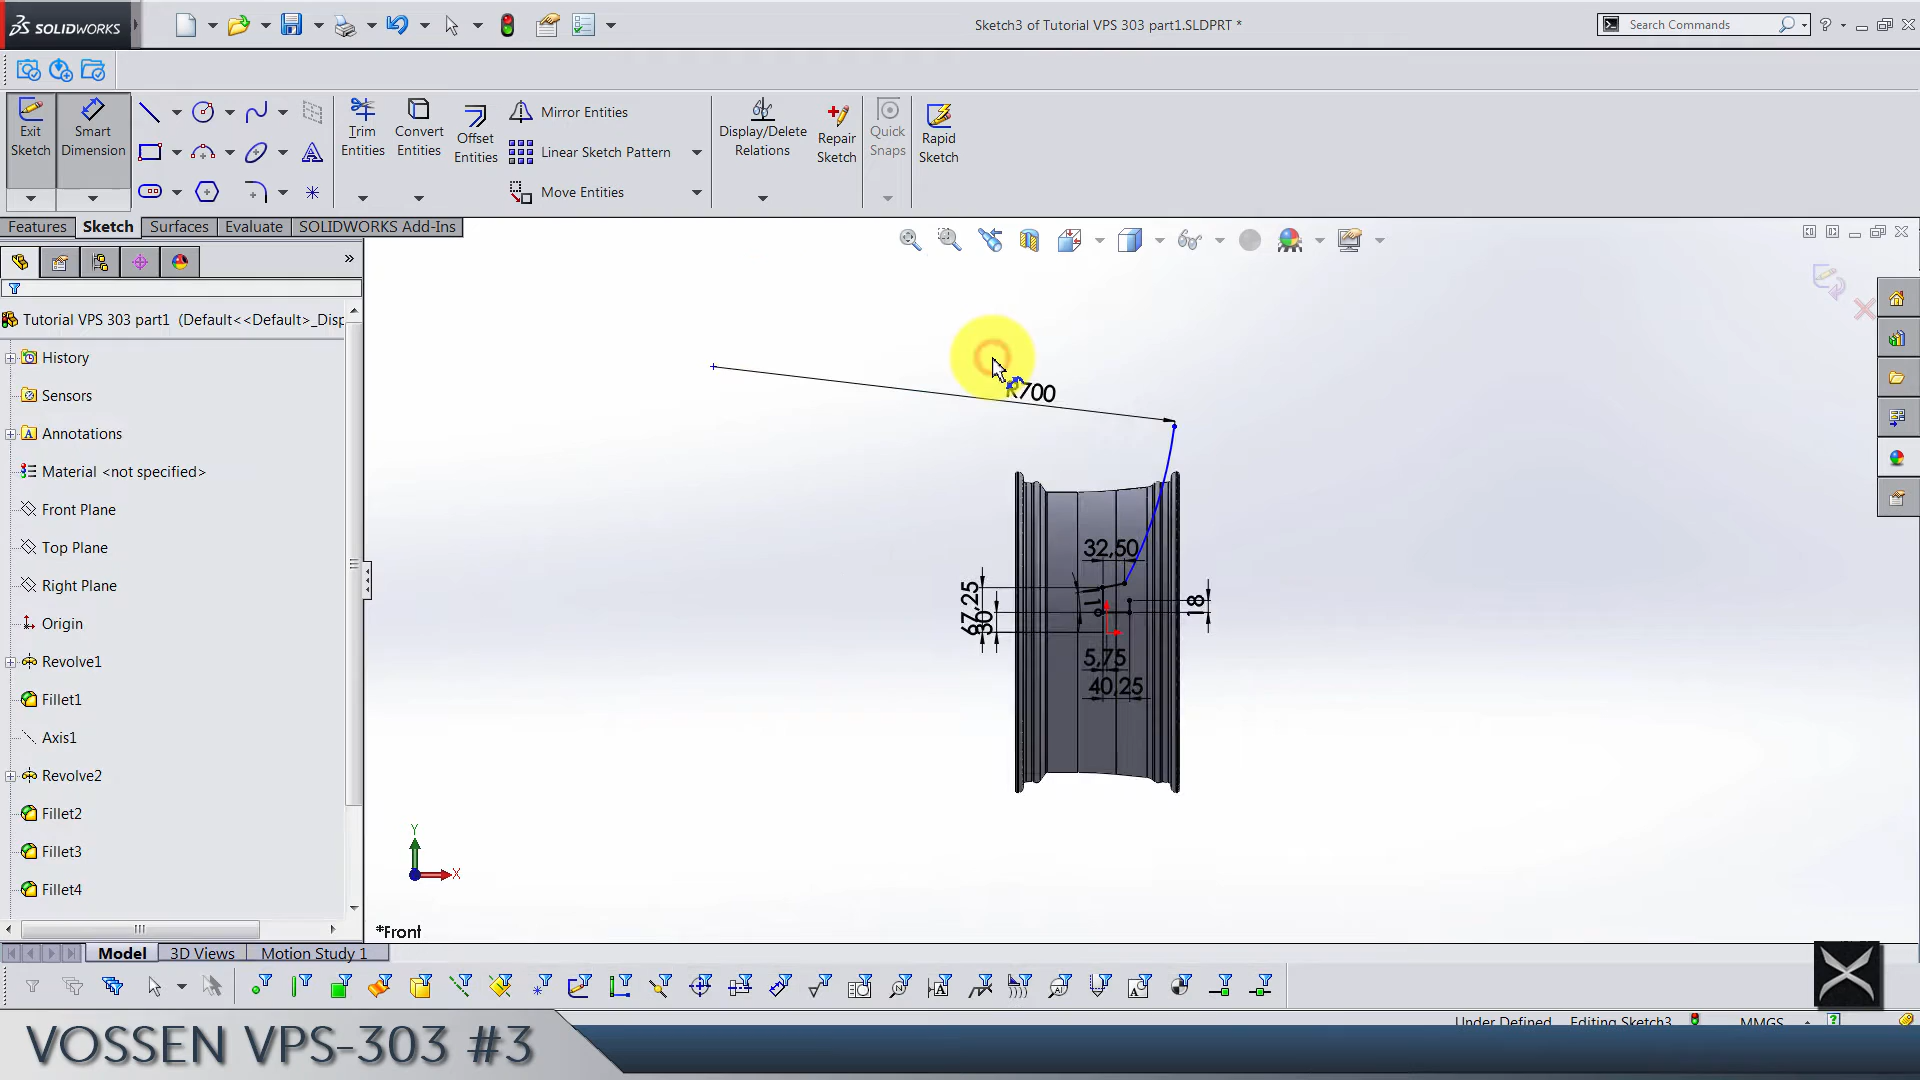 SOLIDWORKS
Sketch3 of Tutorial VPS 303 part1.SLDPRT *
Search Commands
Exit Sketch
Smart Dimension
Trim Entities
Convert Entities
Offset Entities
Mirror Entities
Linear Sketch Pattern
Move Entities
Display/Delete Relations
Repair Sketch
Quick Snaps
Rapid Sketch
Features
Sketch
Surfaces
Evaluate
SOLIDWORKS Add-Ins
Tutorial VPS 303 part1 (Default<<Default>_Disp
History
Sensors
Annotations
Material <not specified>
Front Plane
Top Plane
Right Plane
Origin
Revolve1
Fillet1
Axis1
Revolve2
Fillet2
Fillet3
Fillet4
R700
32,50
67,25
30
18
5,75
40,25
Y
X
*Front
Model
3D Views
Motion Study 1
Under Defined
Editing Sketch3
MMGS
VOSSEN VPS-303 #3